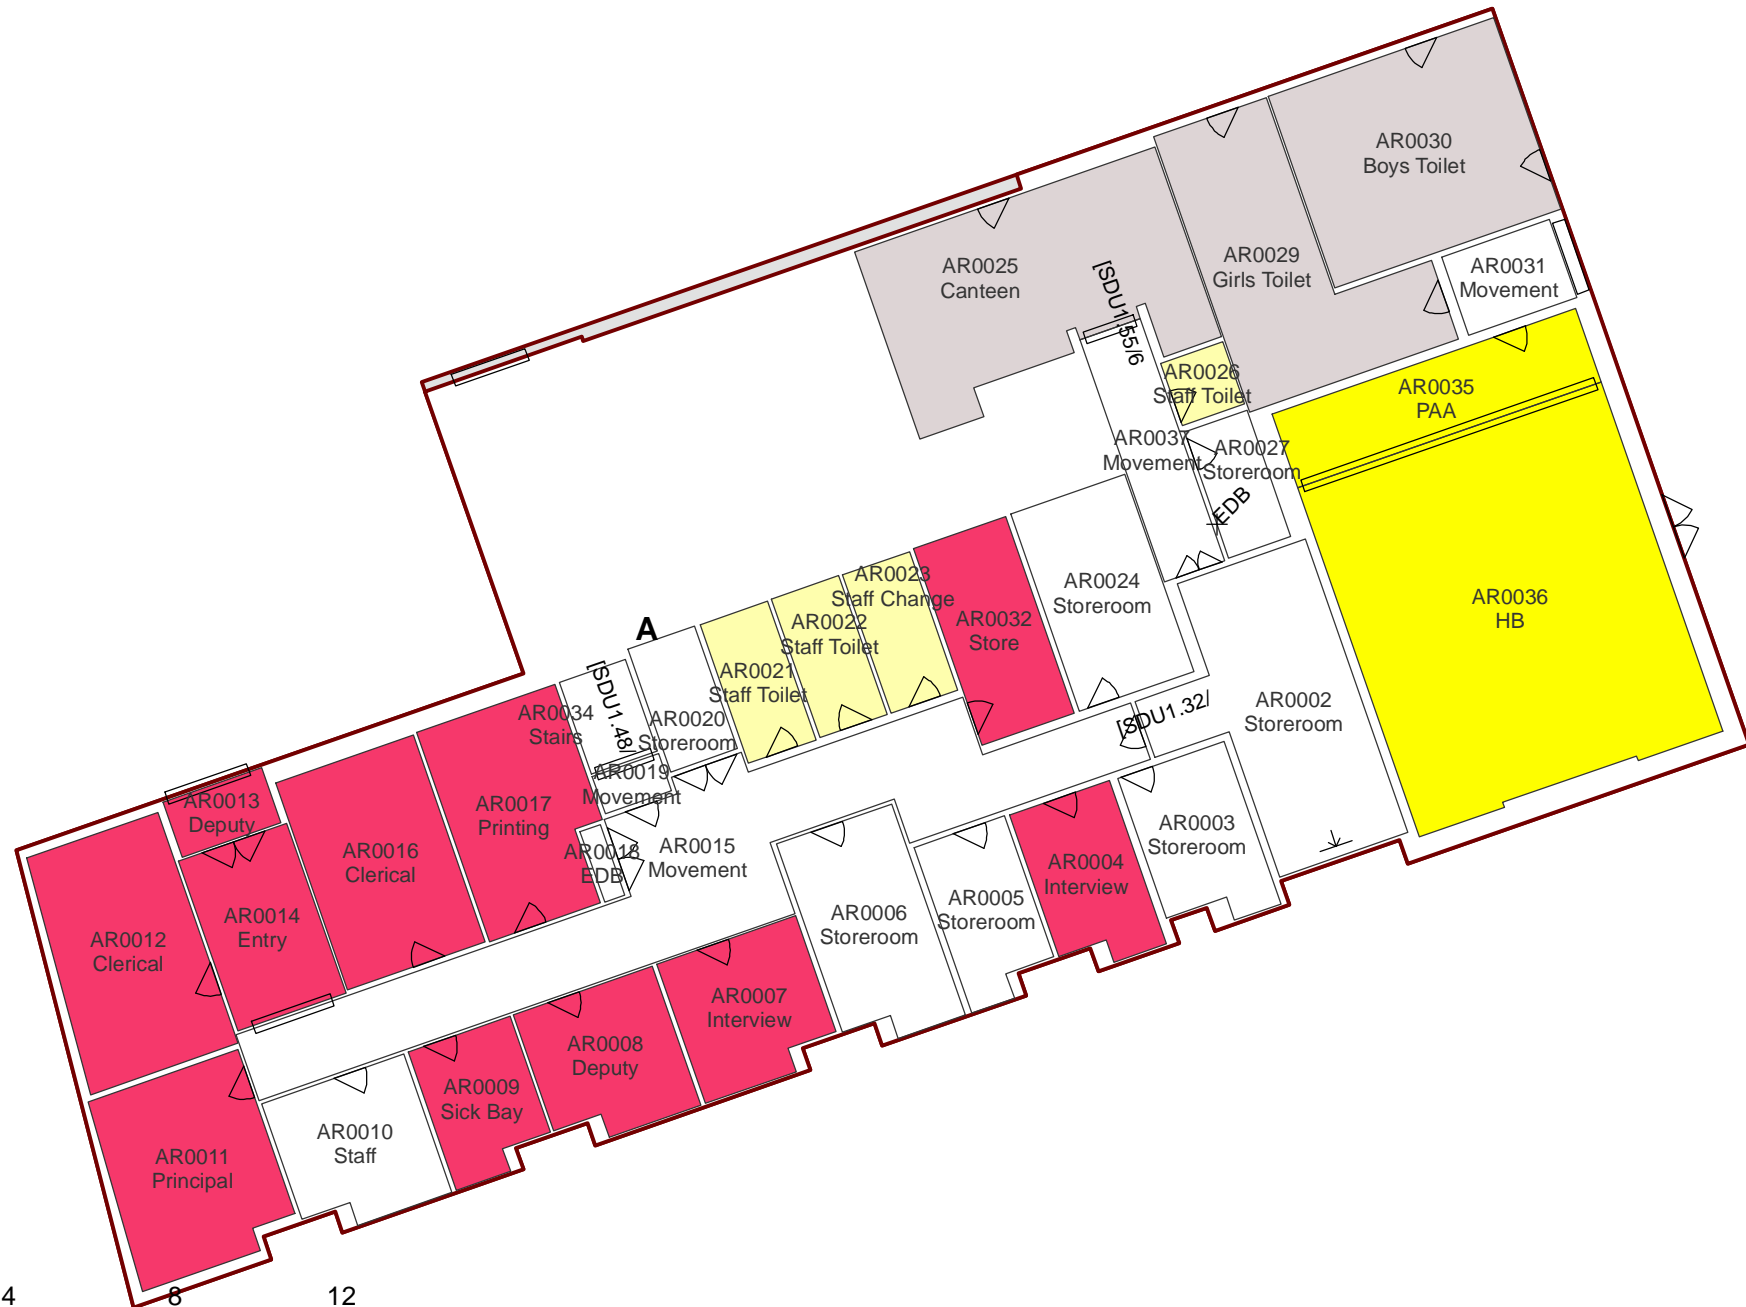 AR0030
Boys Toilet
AR0029
Girls Toilet
AR0031
Movement
AR0025
Canteen
[SDU1.55/6
AR0026
Staff Toilet
AR0035
PAA
AR0037
Movement
AR0027
Storeroom
EDB
AR0036
HB
AR0024
Storeroom
AR0023
Staff Change
AR0032
Store
AR0022
Staff Toilet
A
AR0021
Staff Toilet
[SDU1.48/
AR0034
Stairs
AR0020
Storeroom
[SDU1.32/
AR0002
Storeroom
AR0019
Movement
AR0013
Deputy
AR0017
Printing
AR0016
Clerical
AR0018
EDB
AR0015
Movement
AR0003
Storeroom
AR0004
Interview
AR0005
Storeroom
AR0006
Storeroom
AR0014
Entry
AR0012
Clerical
AR0007
Interview
AR0008
Deputy
AR0009
Sick Bay
AR0010
Staff
AR0011
Principal
4 8 12